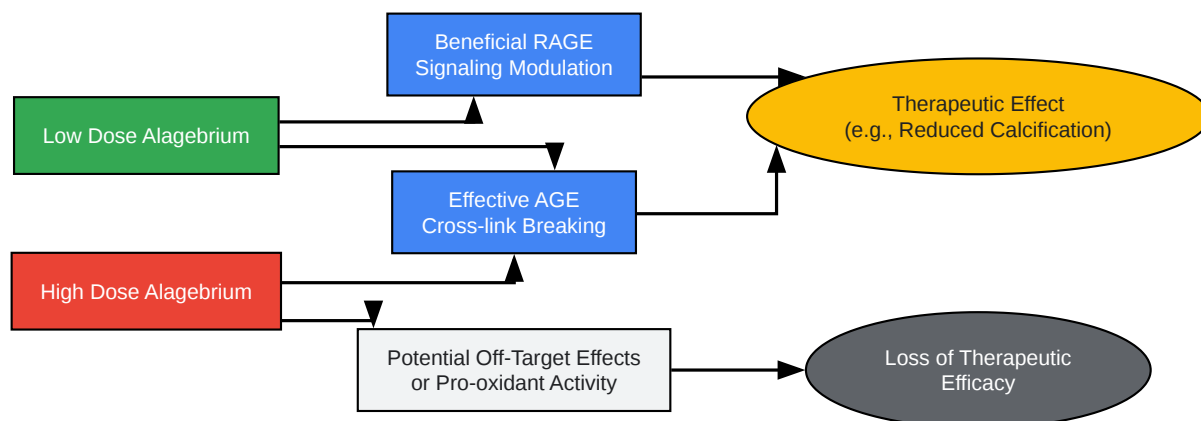 Beneficial RAGE
Signaling Modulation
Therapeutic Effect
(e.g., Reduced Calcification)
Low Dose Alagebrium
Effective AGE
Cross-link Breaking
High Dose Alagebrium
Potential Off-Target Effects
or Pro-oxidant Activity
Loss of Therapeutic
Efficacy